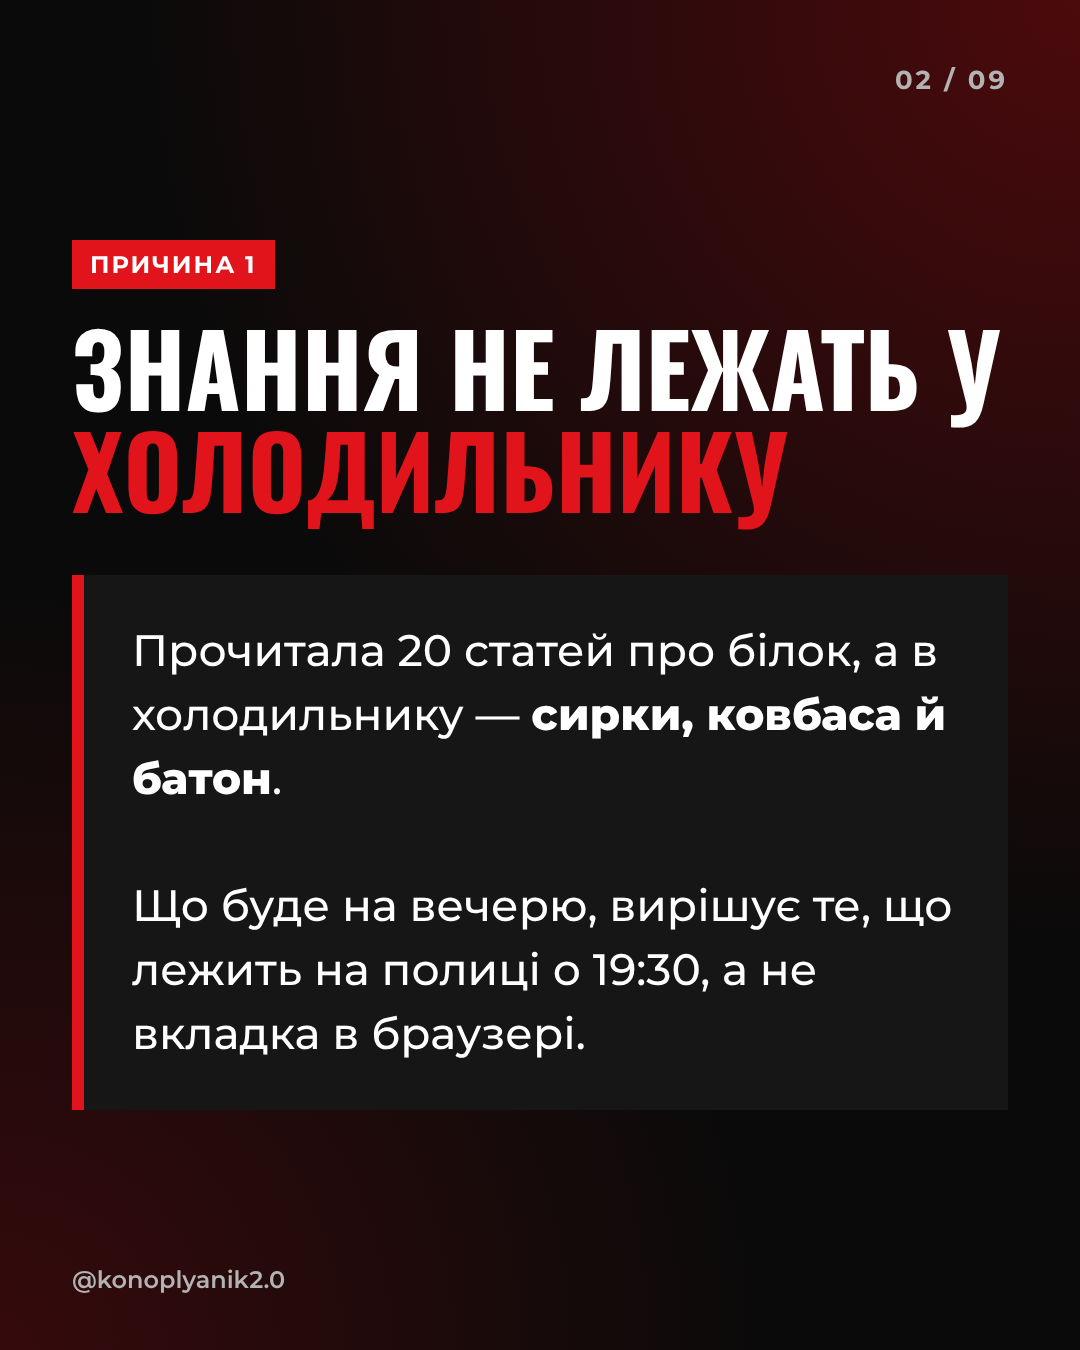 02 / 09
ПРИЧИНА 1
ЗНАННЯ НЕ ЛЕЖАТЬ У
ХОЛОДИЛЬНИКУ
Прочитала 20 статей про білок, а в
холодильнику — сирки, ковбаса й
батон.
Що буде на вечерю, вирішує те, що
лежить на полиці о 19:30, а не
вкладка в браузері.
@konoplyanik2.0